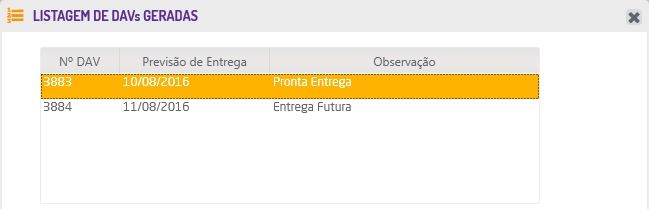 LISTAGEM DE DAVs GERADAS
Nº DAV Previsão de Entrega Observação
3883 10/08/2016 Pronta Entrega
3884 11/08/2016 Entrega Futura